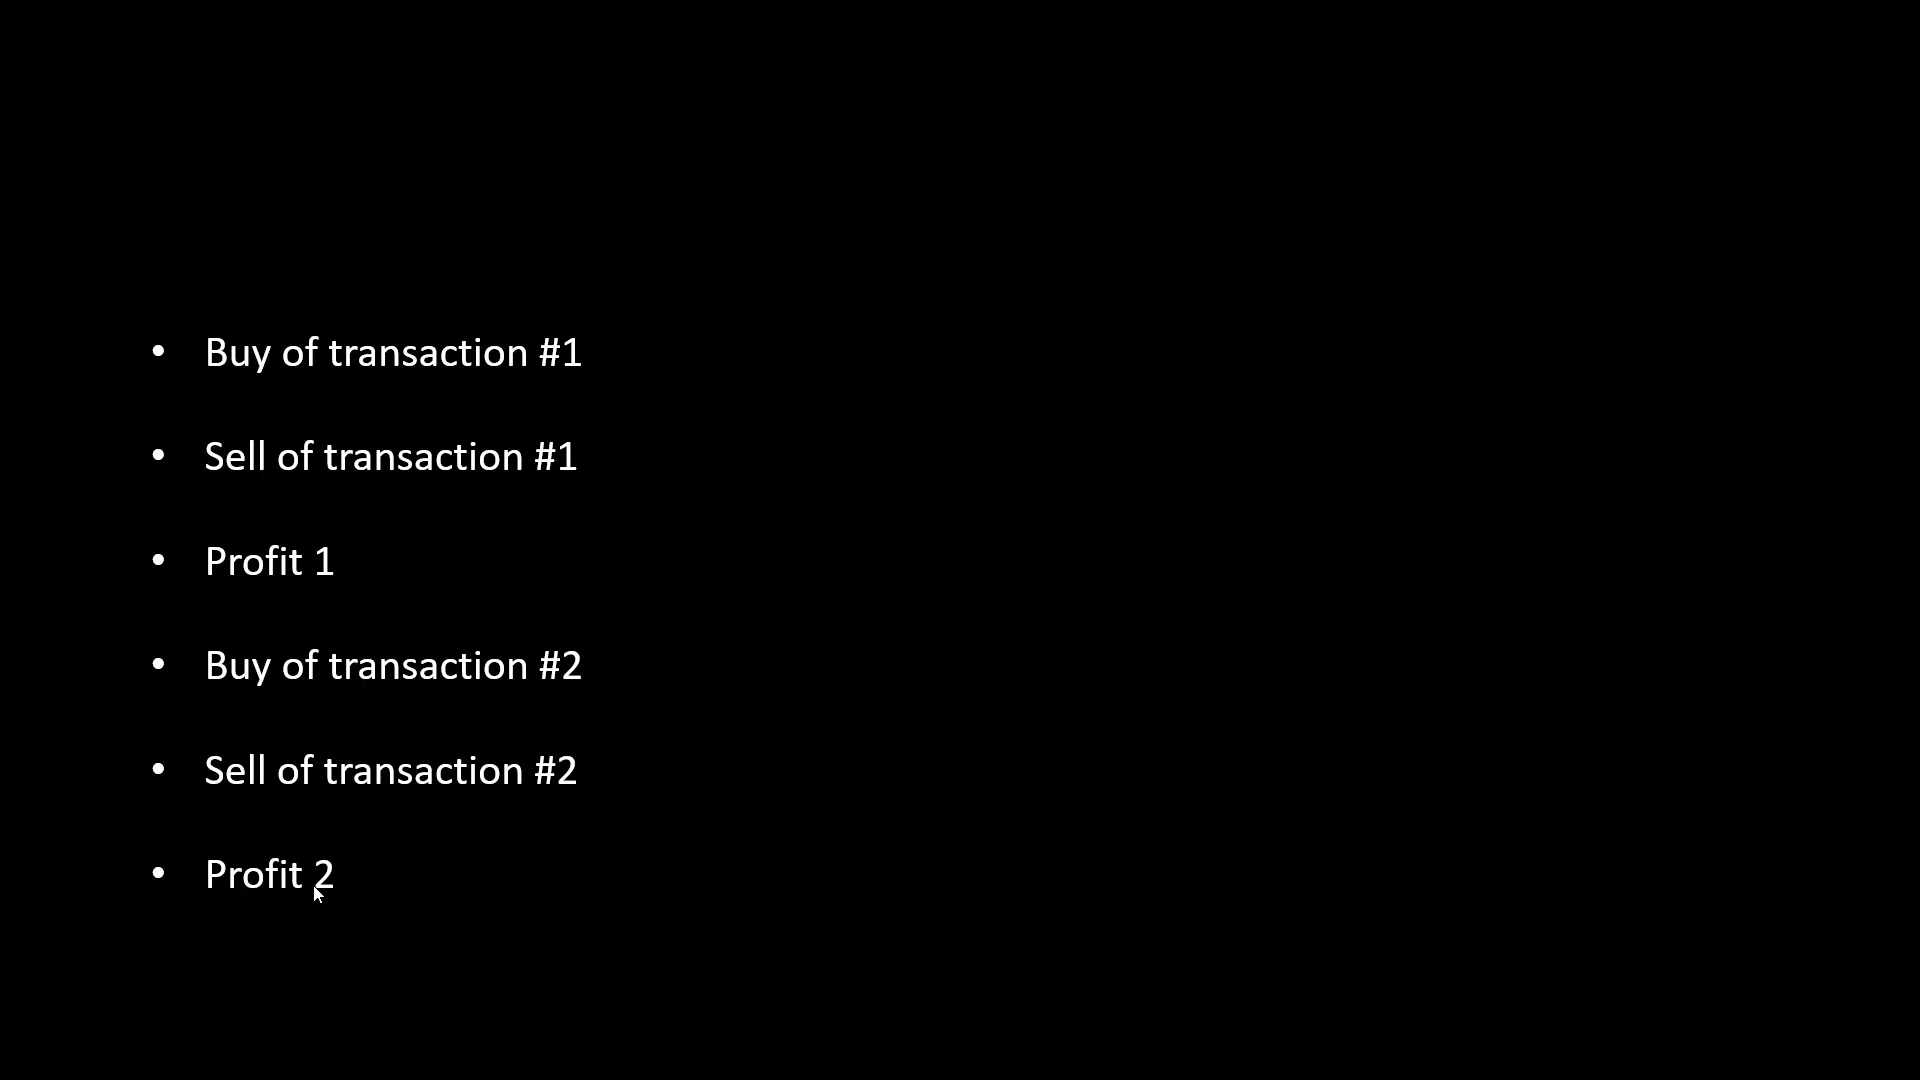 • Buy of transaction #1
• Sell of transaction #1
• Profit 1
• Buy of transaction #2
• Sell of transaction #2
• Profit 2